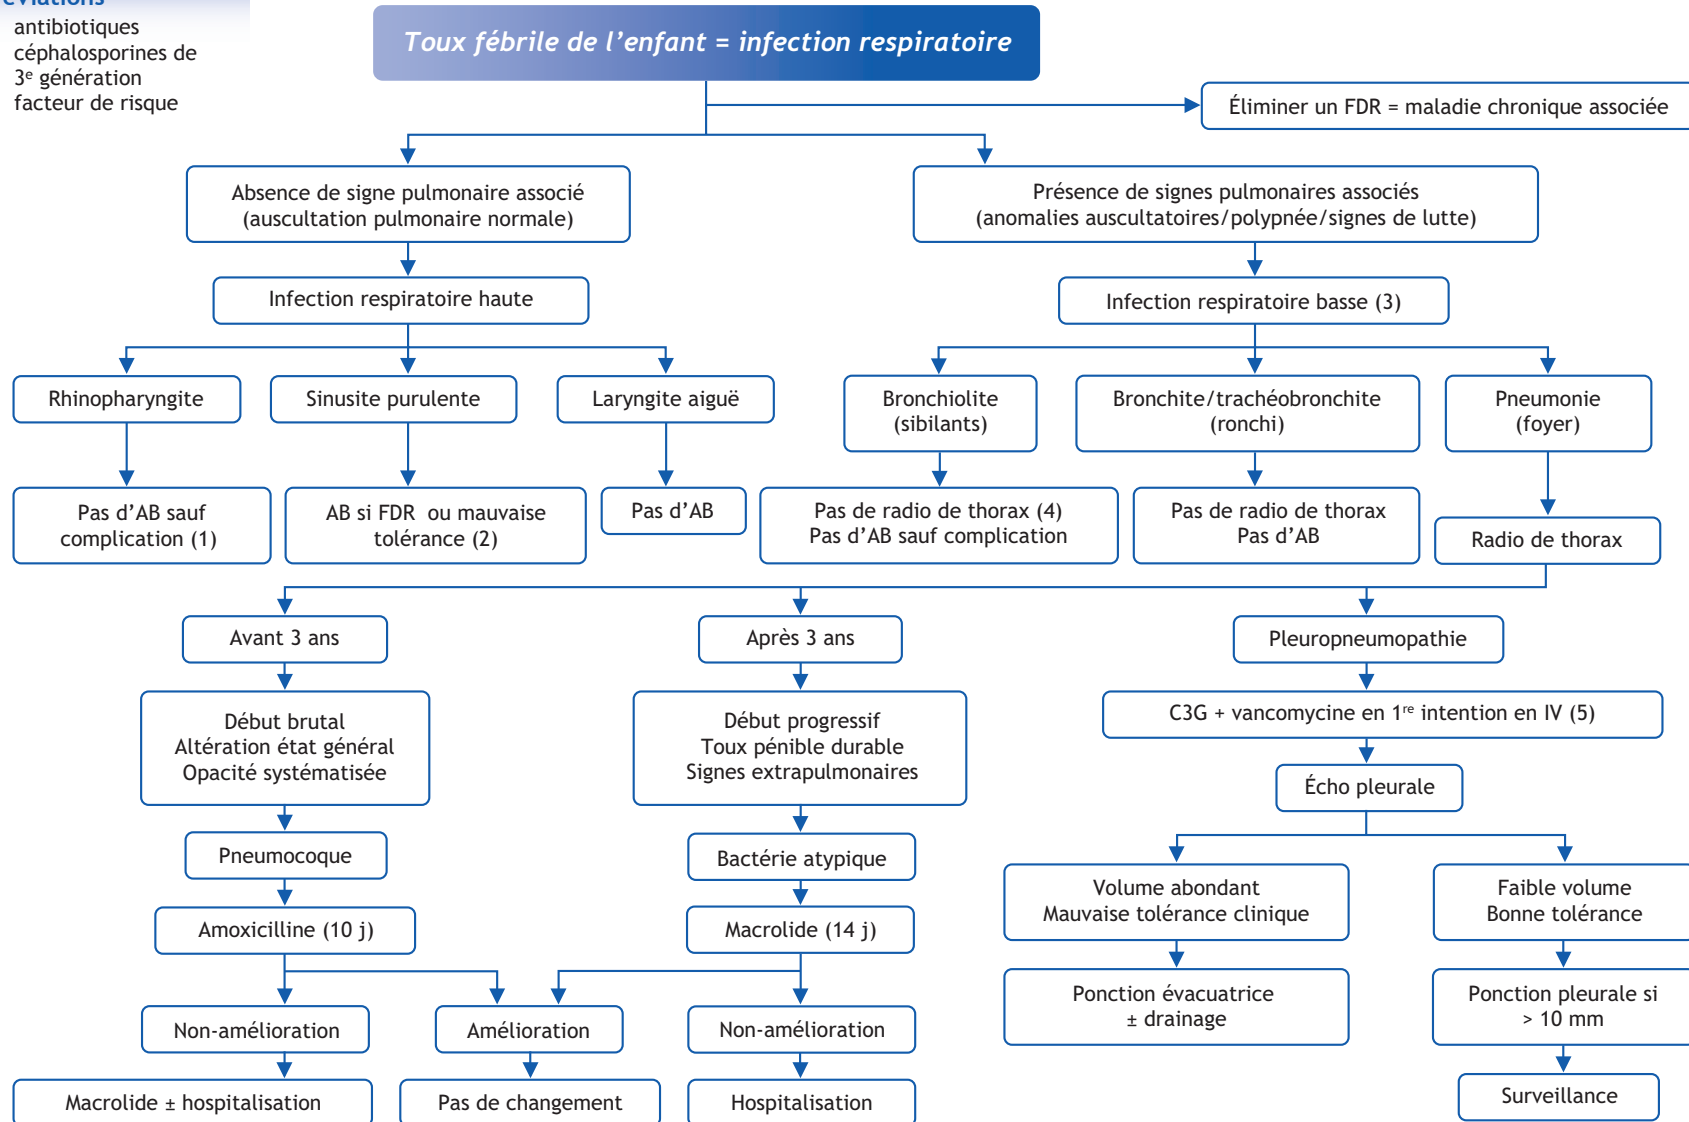 antibiotiques
céphalosporines de
3e génération
facteur de risque
Toux fébrile de l'enfant = infection respiratoire
Éliminer un FDR = maladie chronique associée
Absence de signe pulmonaire associé
(auscultation pulmonaire normale)
Présence de signes pulmonaires associés
(anomalies auscultatoires/polypnée/signes de lutte)
Infection respiratoire haute
Infection respiratoire basse (3)
Rhinopharyngite
Sinusite purulente
Laryngite aiguë
Bronchiolite
(sibilants)
Bronchite/trachéobronchite
(ronchi)
Pneumonie
(foyer)
Pas d'AB sauf
complication (1)
AB si FDR ou mauvaise
tolérance (2)
Pas d'AB
Pas de radio de thorax (4)
Pas d'AB sauf complication
Pas de radio de thorax
Pas d'AB
Radio de thorax
Avant 3 ans
Après 3 ans
Pleuropneumopathie
Début brutal
Altération état général
Opacité systématisée
Début progressif
Toux pénible durable
Signes extrapulmonaires
C3G + vancomycine en 1re intention en IV (5)
Écho pleurale
Pneumocoque
Bactérie atypique
Volume abondant
Mauvaise tolérance clinique
Faible volume
Bonne tolérance
Amoxicilline (10 j)
Macrolide (14 j)
Ponction évacuatrice
± drainage
Ponction pleurale si
> 10 mm
Non-amélioration
Amélioration
Non-amélioration
Surveillance
Macrolide ± hospitalisation
Pas de changement
Hospitalisation